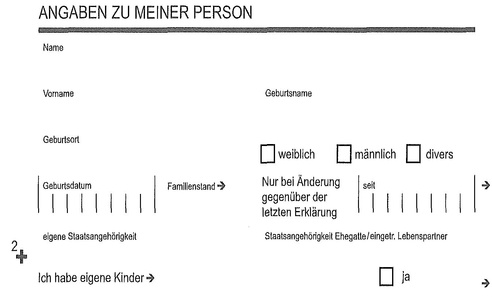 ANGABEN ZU MEINER PERSON
Name
Vorname Geburtsname
Geburtsort
weiblich männlich divers
Geburtsdatum Familienstand → Nur bei Änderung seit →
gegenüber der
letzten Erklärung
eigene Staatsangehörigkeit Staatsangehörigkeit Ehegatte/eingetr. Lebenspartner
2
Ich habe eigene Kinder → ja →